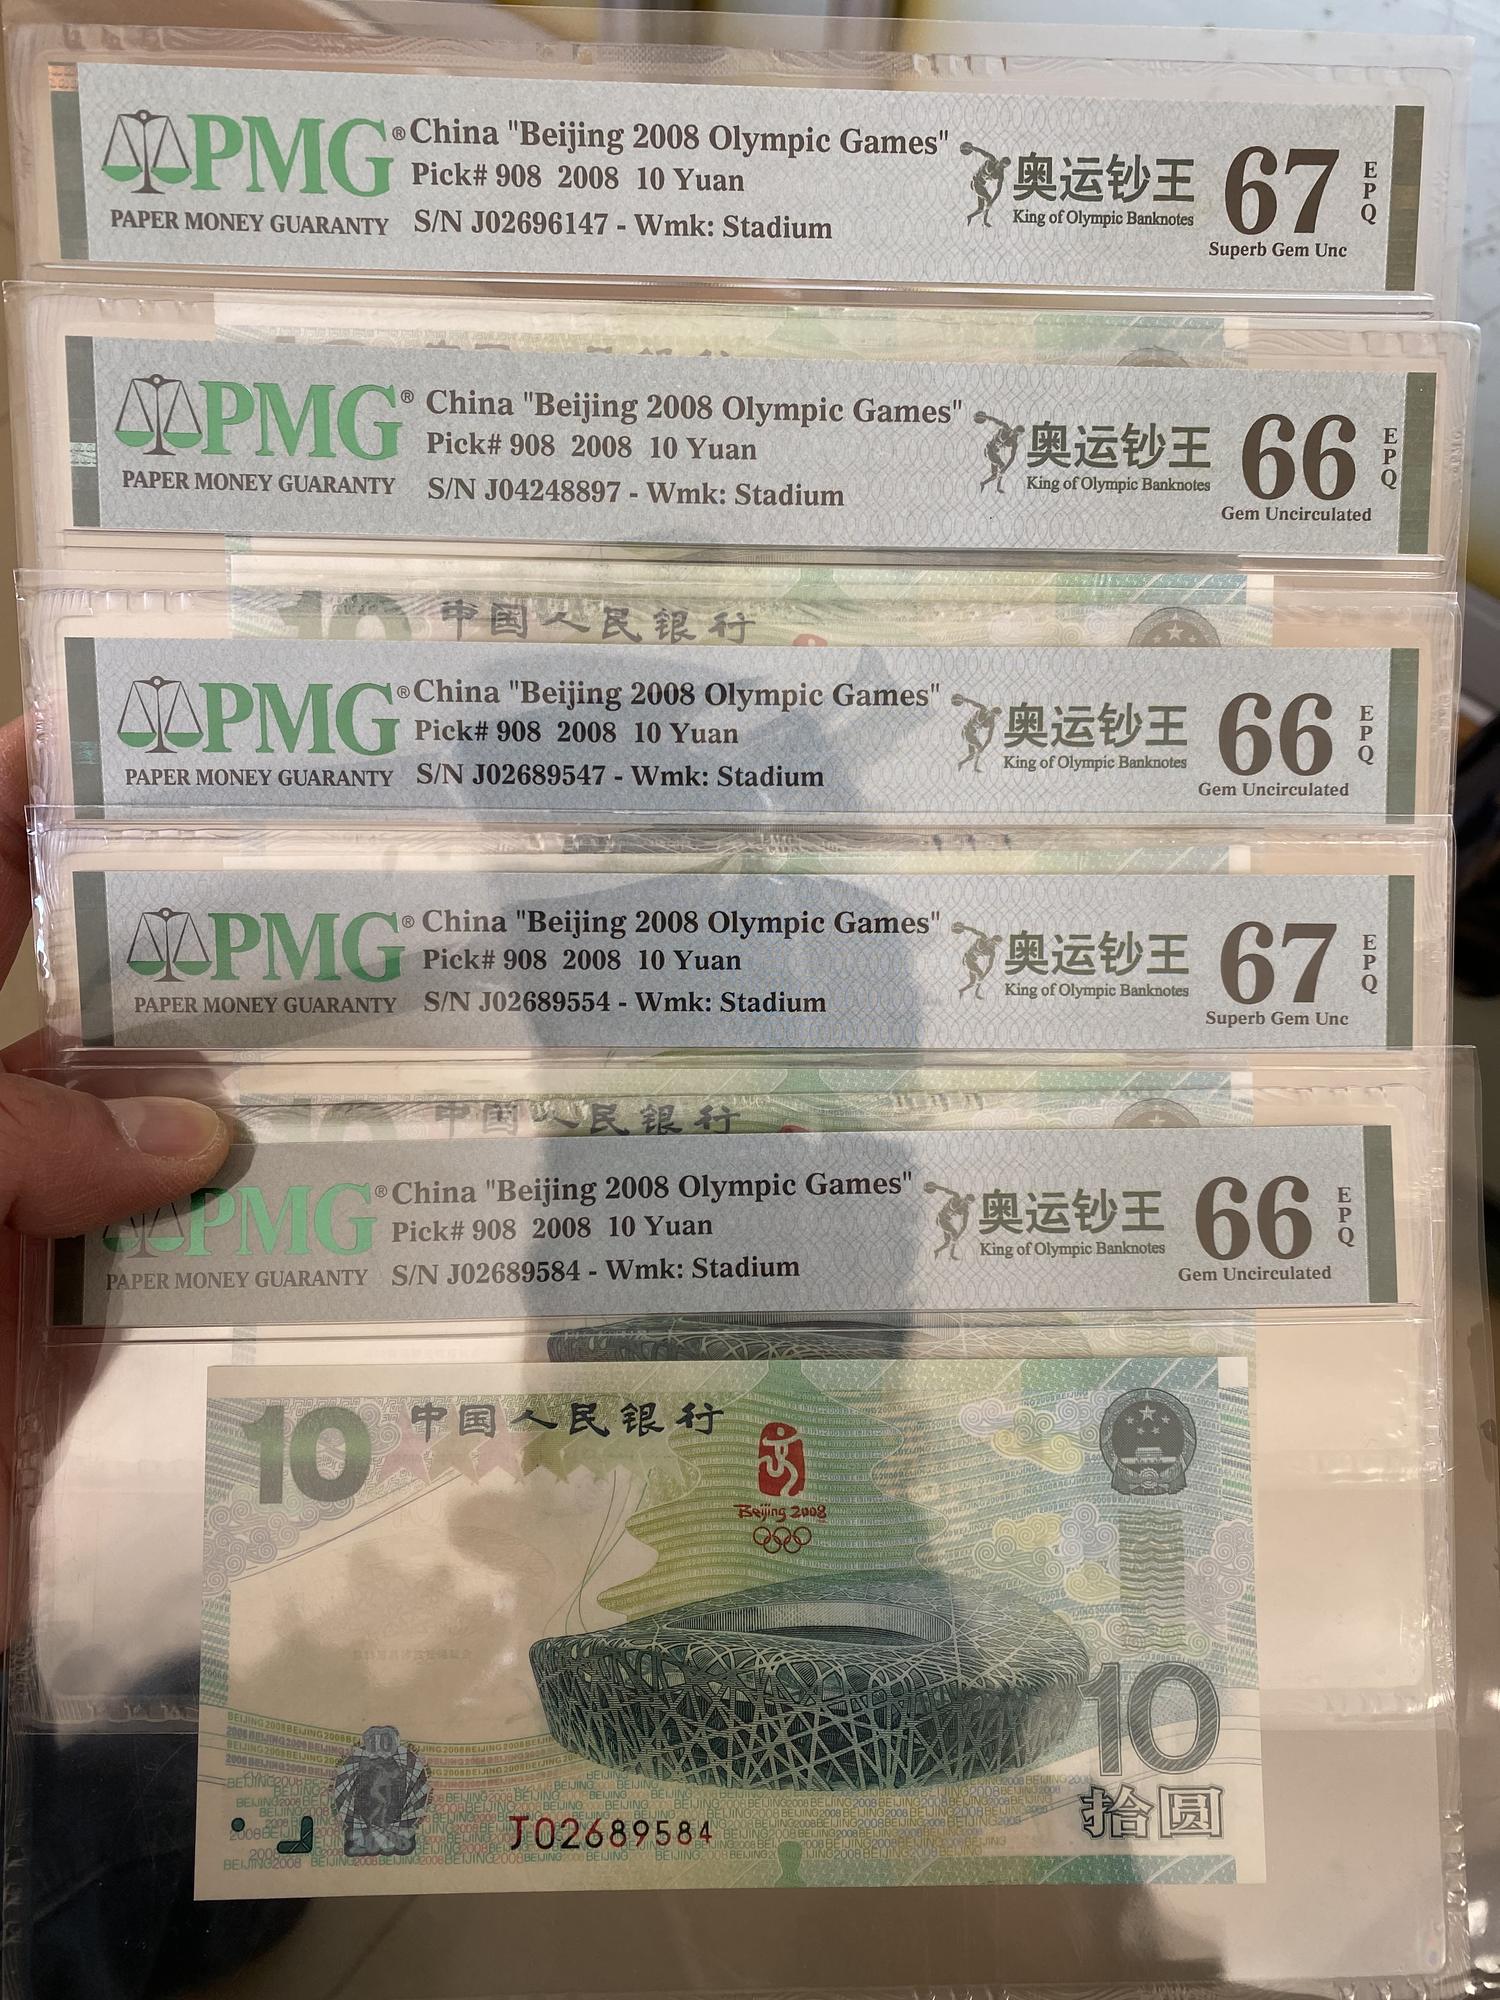 PMG® China "Beijing 2008 Olympic Games"
Pick# 908 2008 10 Yuan
PAPER MONEY GUARANTY S/N J02696147 - Wmk: Stadium
奥运钞王
King of Olympic Banknotes
67 EPQ
Superb Gem Unc
PMG® China "Beijing 2008 Olympic Games"
Pick# 908 2008 10 Yuan
PAPER MONEY GUARANTY S/N J04248897 - Wmk: Stadium
奥运钞王
King of Olympic Banknotes
66 EPQ
Gem Uncirculated
10 中国人民银行
PMG® China "Beijing 2008 Olympic Games"
Pick# 908 2008 10 Yuan
PAPER MONEY GUARANTY S/N J02689547 - Wmk: Stadium
奥运钞王
King of Olympic Banknotes
66 EPQ
Gem Uncirculated
PMG® China "Beijing 2008 Olympic Games"
Pick# 908 2008 10 Yuan
PAPER MONEY GUARANTY S/N J02689554 - Wmk: Stadium
奥运钞王
King of Olympic Banknotes
67 EPQ
Superb Gem Unc
10 中国人民银行
PMG® China "Beijing 2008 Olympic Games"
Pick# 908 2008 10 Yuan
PAPER MONEY GUARANTY S/N J02689584 - Wmk: Stadium
奥运钞王
King of Olympic Banknotes
66 EPQ
Gem Uncirculated
10 中国人民银行
Beijing 2008
10
拾圆
J02689584